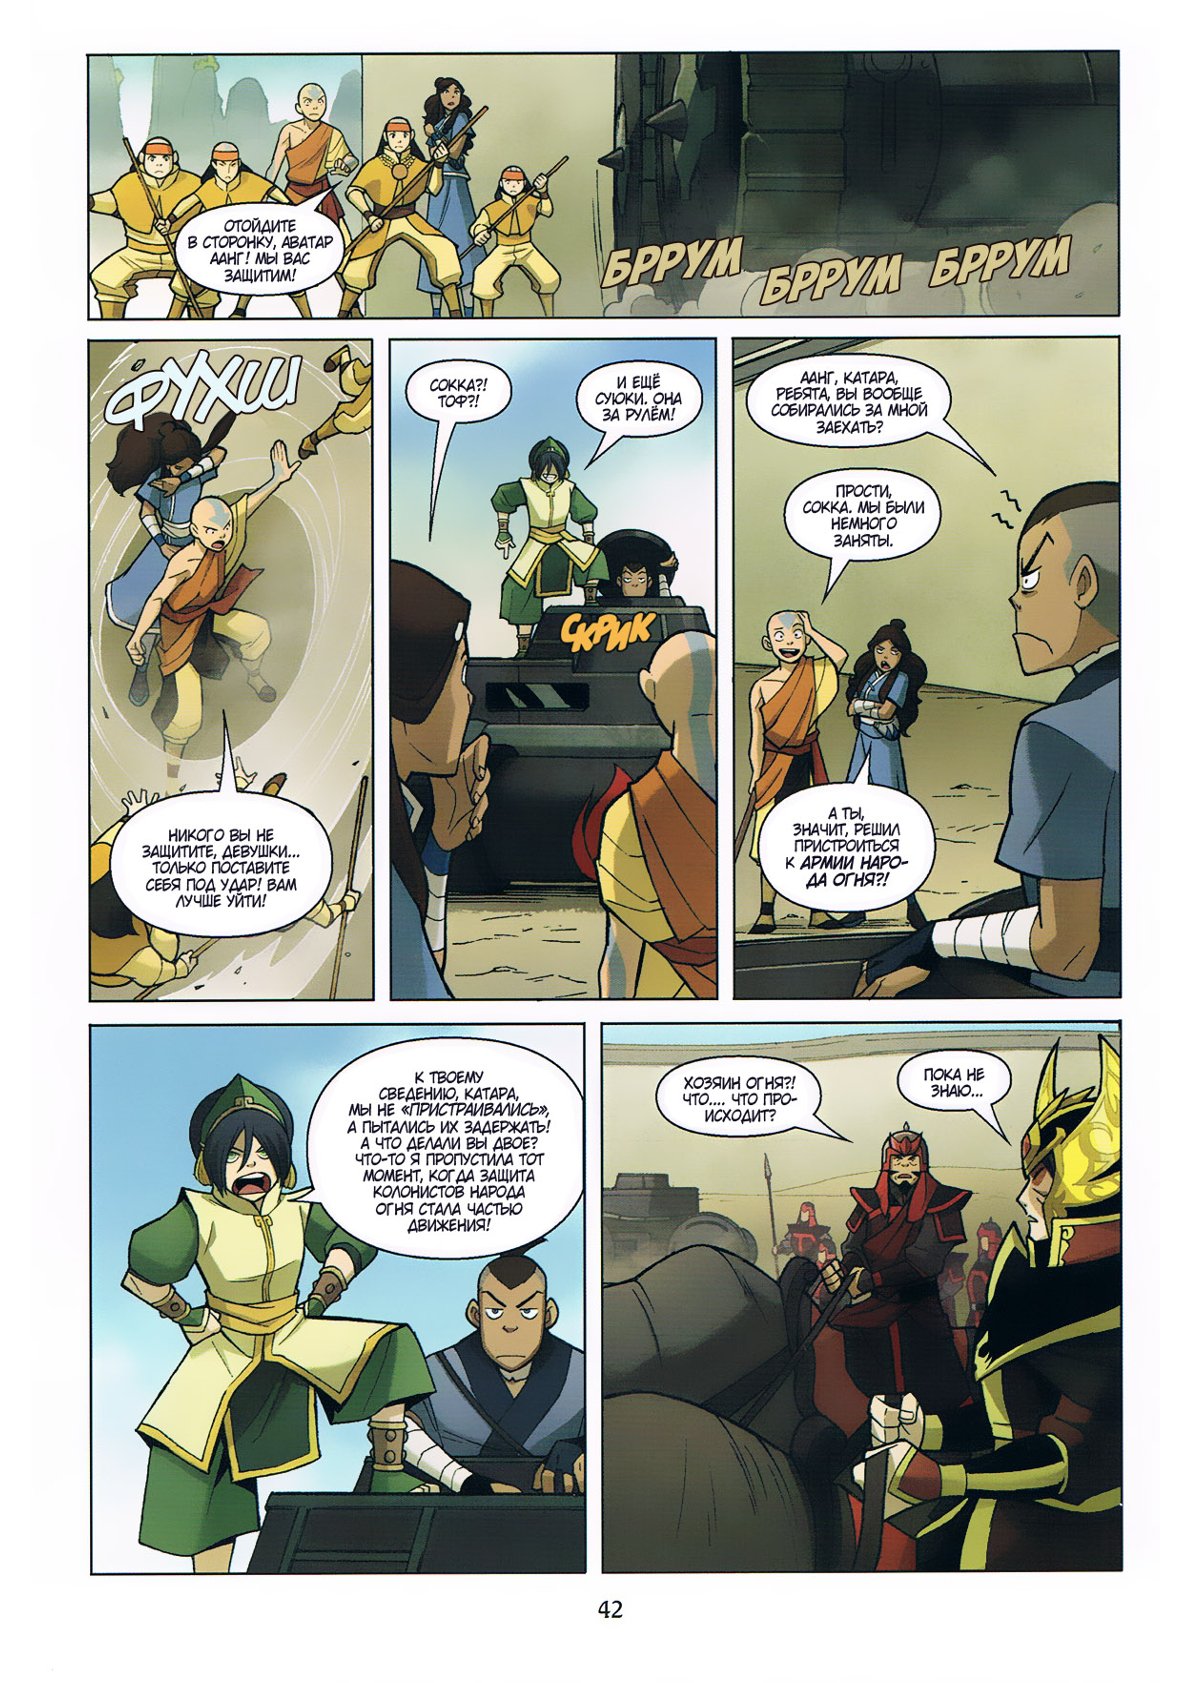 ОТОЙДИТЕ
В СТОРОНКУ, АВАТАР
ААНГ! МЫ ВАС
ЗАЩИТИМ!
БРРУМ
БРРУМ
БРРУМ
ФУХШ
НИКОГО ВЫ НЕ
ЗАЩИТИТЕ, ДЕВУШКИ...
ТОЛЬКО ПОСТАВИТЕ
СЕБЯ ПОД УДАР! ВАМ
ЛУЧШЕ УЙТИ!
СОККА?!
ТОФ?!
И ЕЩЁ
СУЮКИ. ОНА
ЗА РУЛЁМ!
СКРИК
ААНГ, КАТАРА,
РЕБЯТА, ВЫ ВООБЩЕ
СОБИРАЛИСЬ ЗА МНОЙ
ЗАЕХАТЬ?
ПРОСТИ,
СОККА. МЫ БЫЛИ
НЕМНОГО
ЗАНЯТЫ.
А ТЫ,
ЗНАЧИТ, РЕШИЛ
ПРИСТРОИТЬСЯ
К АРМИИ НАРО-
ДА ОГНЯ?!
К ТВОЕМУ
СВЕДЕНИЮ, КАТАРА,
МЫ НЕ «ПРИСТРАИВАЛИСЬ»,
А ПЫТАЛИСЬ ИХ ЗАДЕРЖАТЬ!
А ЧТО ДЕЛАЛИ ВЫ ДВОЕ?
ЧТО-ТО Я ПРОПУСТИЛА ТОТ
МОМЕНТ, КОГДА ЗАЩИТА
КОЛОНИСТОВ НАРОДА
ОГНЯ СТАЛА ЧАСТЬЮ
ДВИЖЕНИЯ!
ХОЗЯИН ОГНЯ?!
ЧТО.... ЧТО ПРО-
ИСХОДИТ?
ПОКА НЕ
ЗНАЮ...
42